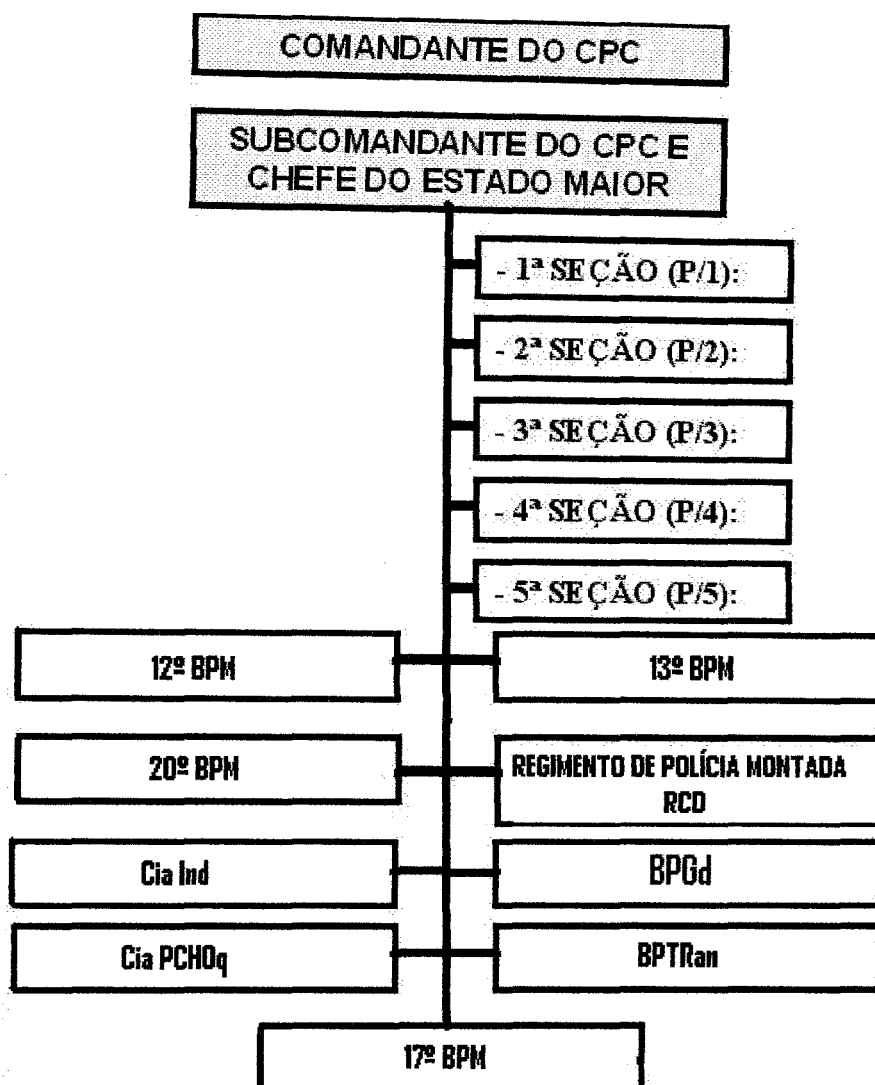 COMANDANTE DO CPC
SUBCOMANDANTE DO CPC E
CHEFE DO ESTADO MAIOR
- 1ª SEÇÃO (P/1):
- 2ª SEÇÃO (P/2):
- 3ª SEÇÃO (P/3):
- 4ª SEÇÃO (P/4):
- 5ª SEÇÃO (P/5):
12º BPM
13º BPM
20º BPM
REGIMENTO DE POLÍCIA MONTADA
RCD
Cia Ind
BPGd
Cia PCHOq
BPTRan
17º BPM